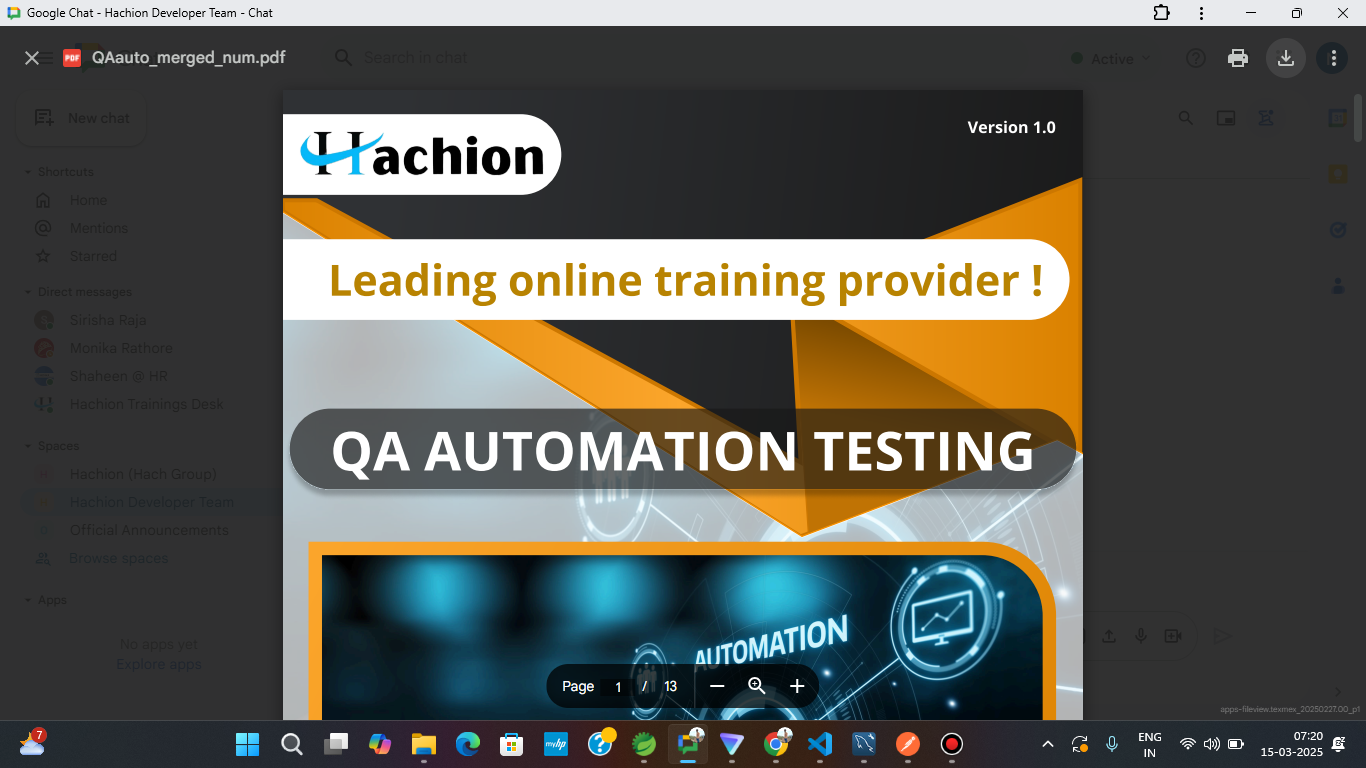 Google Chat - Hachion Developer Team - Chat
PDF QAauto_merged_num.pdf
Search in chat
Active
New chat
Shortcuts
Home
Mentions
Starred
Direct messages
Sirisha Raja
Monika Rathore
Shaheen @ HR
Hachion Trainings Desk
Spaces
Hachion (Hach Group)
Hachion Developer Team
Official Announcements
Browse spaces
Apps
No apps yet
Explore apps
Hachion
Version 1.0
Leading online training provider !
QA AUTOMATION TESTING
AUTOMATION
Page 1 / 13
apps-fileview.texmex_20250227.00_p1
7
myhp
ENG
IN
07:20
15-03-2025